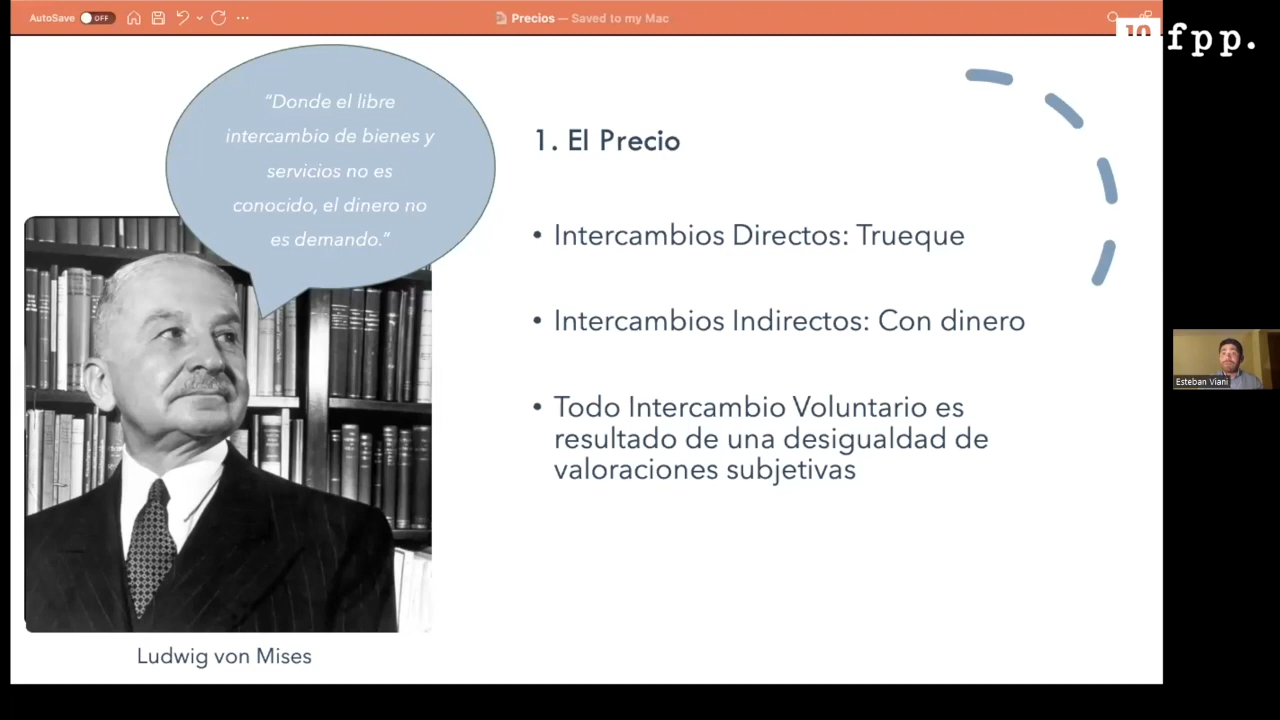 AutoSave OFF
Precios — Saved to my Mac
fpp.
“Donde el libre
intercambio de bienes y
servicios no es
conocido, el dinero no
es demando.”
1. El Precio
• Intercambios Directos: Trueque
• Intercambios Indirectos: Con dinero
• Todo Intercambio Voluntario es
resultado de una desigualdad de
valoraciones subjetivas
Esteban Viani
Ludwig von Mises